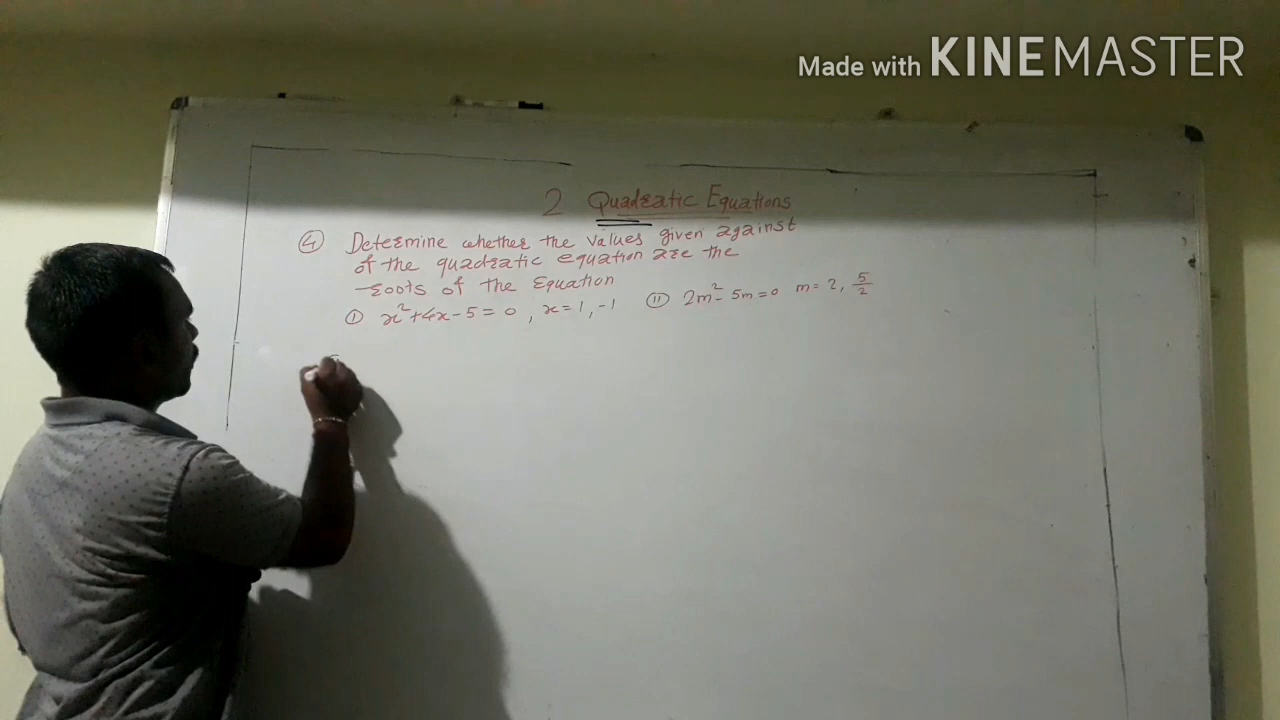 Made with KINEMASTER
2 Quadratic Equations
④ Determine whether the values given against
of the quadratic equation are the
roots of the Equation
① x²+4x-5=0, x=1,-1 ⑪ 2m²-5m=0 m=2, 5/2